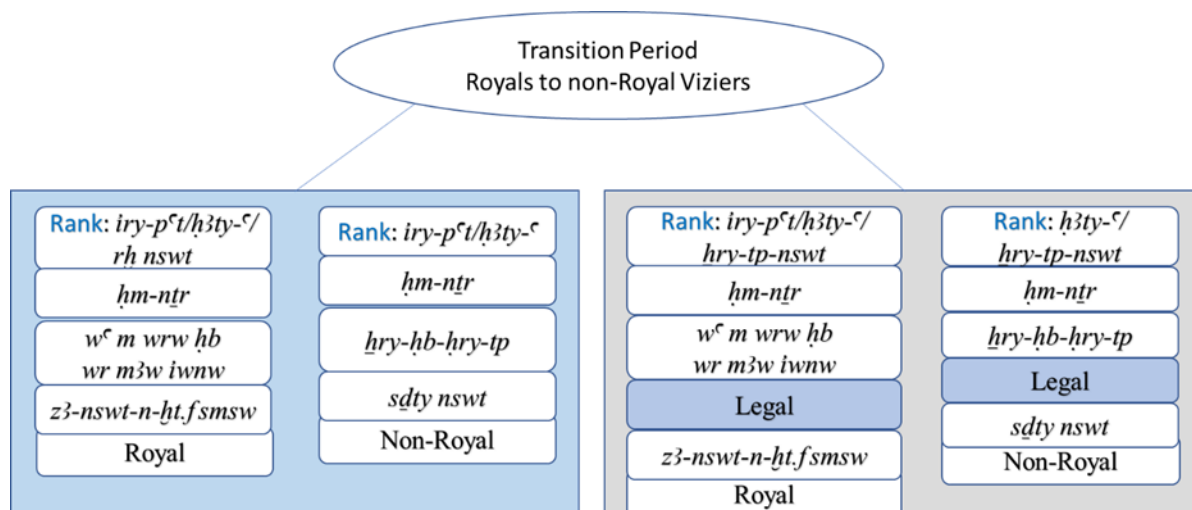 Transition Period
Royals to non-Royal Viziers
Rank: iry-pꜥt/ḥꜣty-ꜥ/
rḫ nswt
ḥm-nṯr
wꜥ m wrw ḥb
wr mꜣw iwnw
zꜣ-nswt-n-ẖt.f smsw
Royal
Rank: iry-pꜥt/ḥꜣty-ꜥ
ḥm-nṯr
ẖry-ḥb-ḥry-tp
sḏty nswt
Non-Royal
Rank: iry-pꜥt/ḥꜣty-ꜥ/
ẖry-tp-nswt
ḥm-nṯr
wꜥ m wrw ḥb
wr mꜣw iwnw
Legal
zꜣ-nswt-n-ẖt.f smsw
Royal
Rank: ḥꜣty-ꜥ/
ẖry-tp-nswt
ḥm-nṯr
ẖry-ḥb-ḥry-tp
Legal
sḏty nswt
Non-Royal